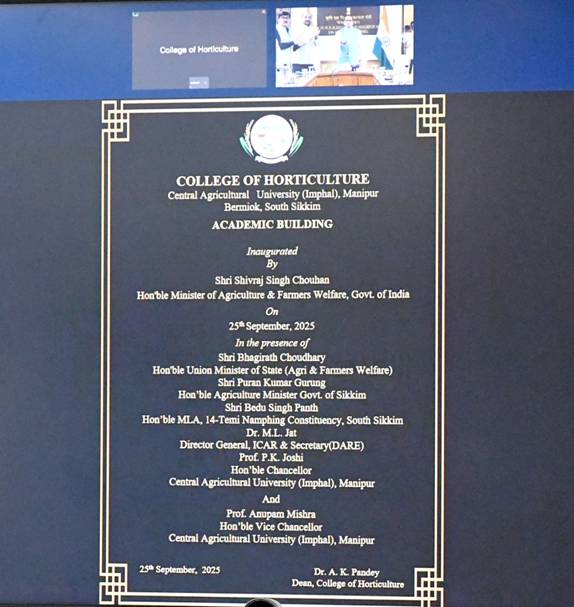 College of Horticulture
COLLEGE OF HORTICULTURE
Central Agricultural University (Imphal), Manipur
Bermiok, South Sikkim
ACADEMIC BUILDING
Inaugurated
By
Shri Shivraj Singh Chouhan
Hon'ble Minister of Agriculture & Farmers Welfare, Govt. of India
On
25th September, 2025
In the presence of
Shri Bhagirath Choudhary
Hon'ble Union Minister of State (Agri & Farmers Welfare)
Shri Puran Kumar Gurung
Hon'ble Agriculture Minister Govt. of Sikkim
Shri Bedu Singh Panth
Hon'ble MLA, 14-Temi Namphing Constituency, South Sikkim
Dr. M.L. Jat
Director General, ICAR & Secretary(DARE)
Prof. P.K. Joshi
Hon'ble Chancellor
Central Agricultural University (Imphal), Manipur
And
Prof. Anupam Mishra
Hon'ble Vice Chancellor
Central Agricultural University (Imphal), Manipur
25th September, 2025
Dr. A. K. Pandey
Dean, College of Horticulture